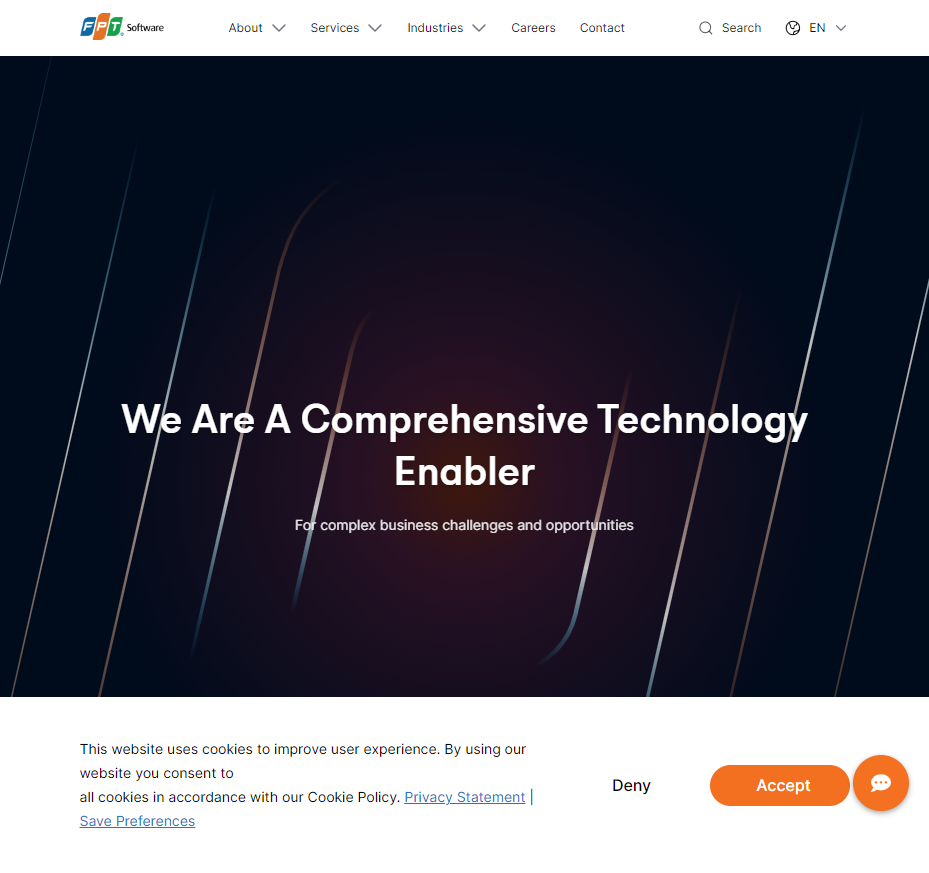 FPT Software
About
Services
Industries
Careers
Contact
Search
EN
We Are A Comprehensive Technology
Enabler
For complex business challenges and opportunities
This website uses cookies to improve user experience. By using our
website you consent to
all cookies in accordance with our Cookie Policy. Privacy Statement |
Save Preferences
Deny
Accept